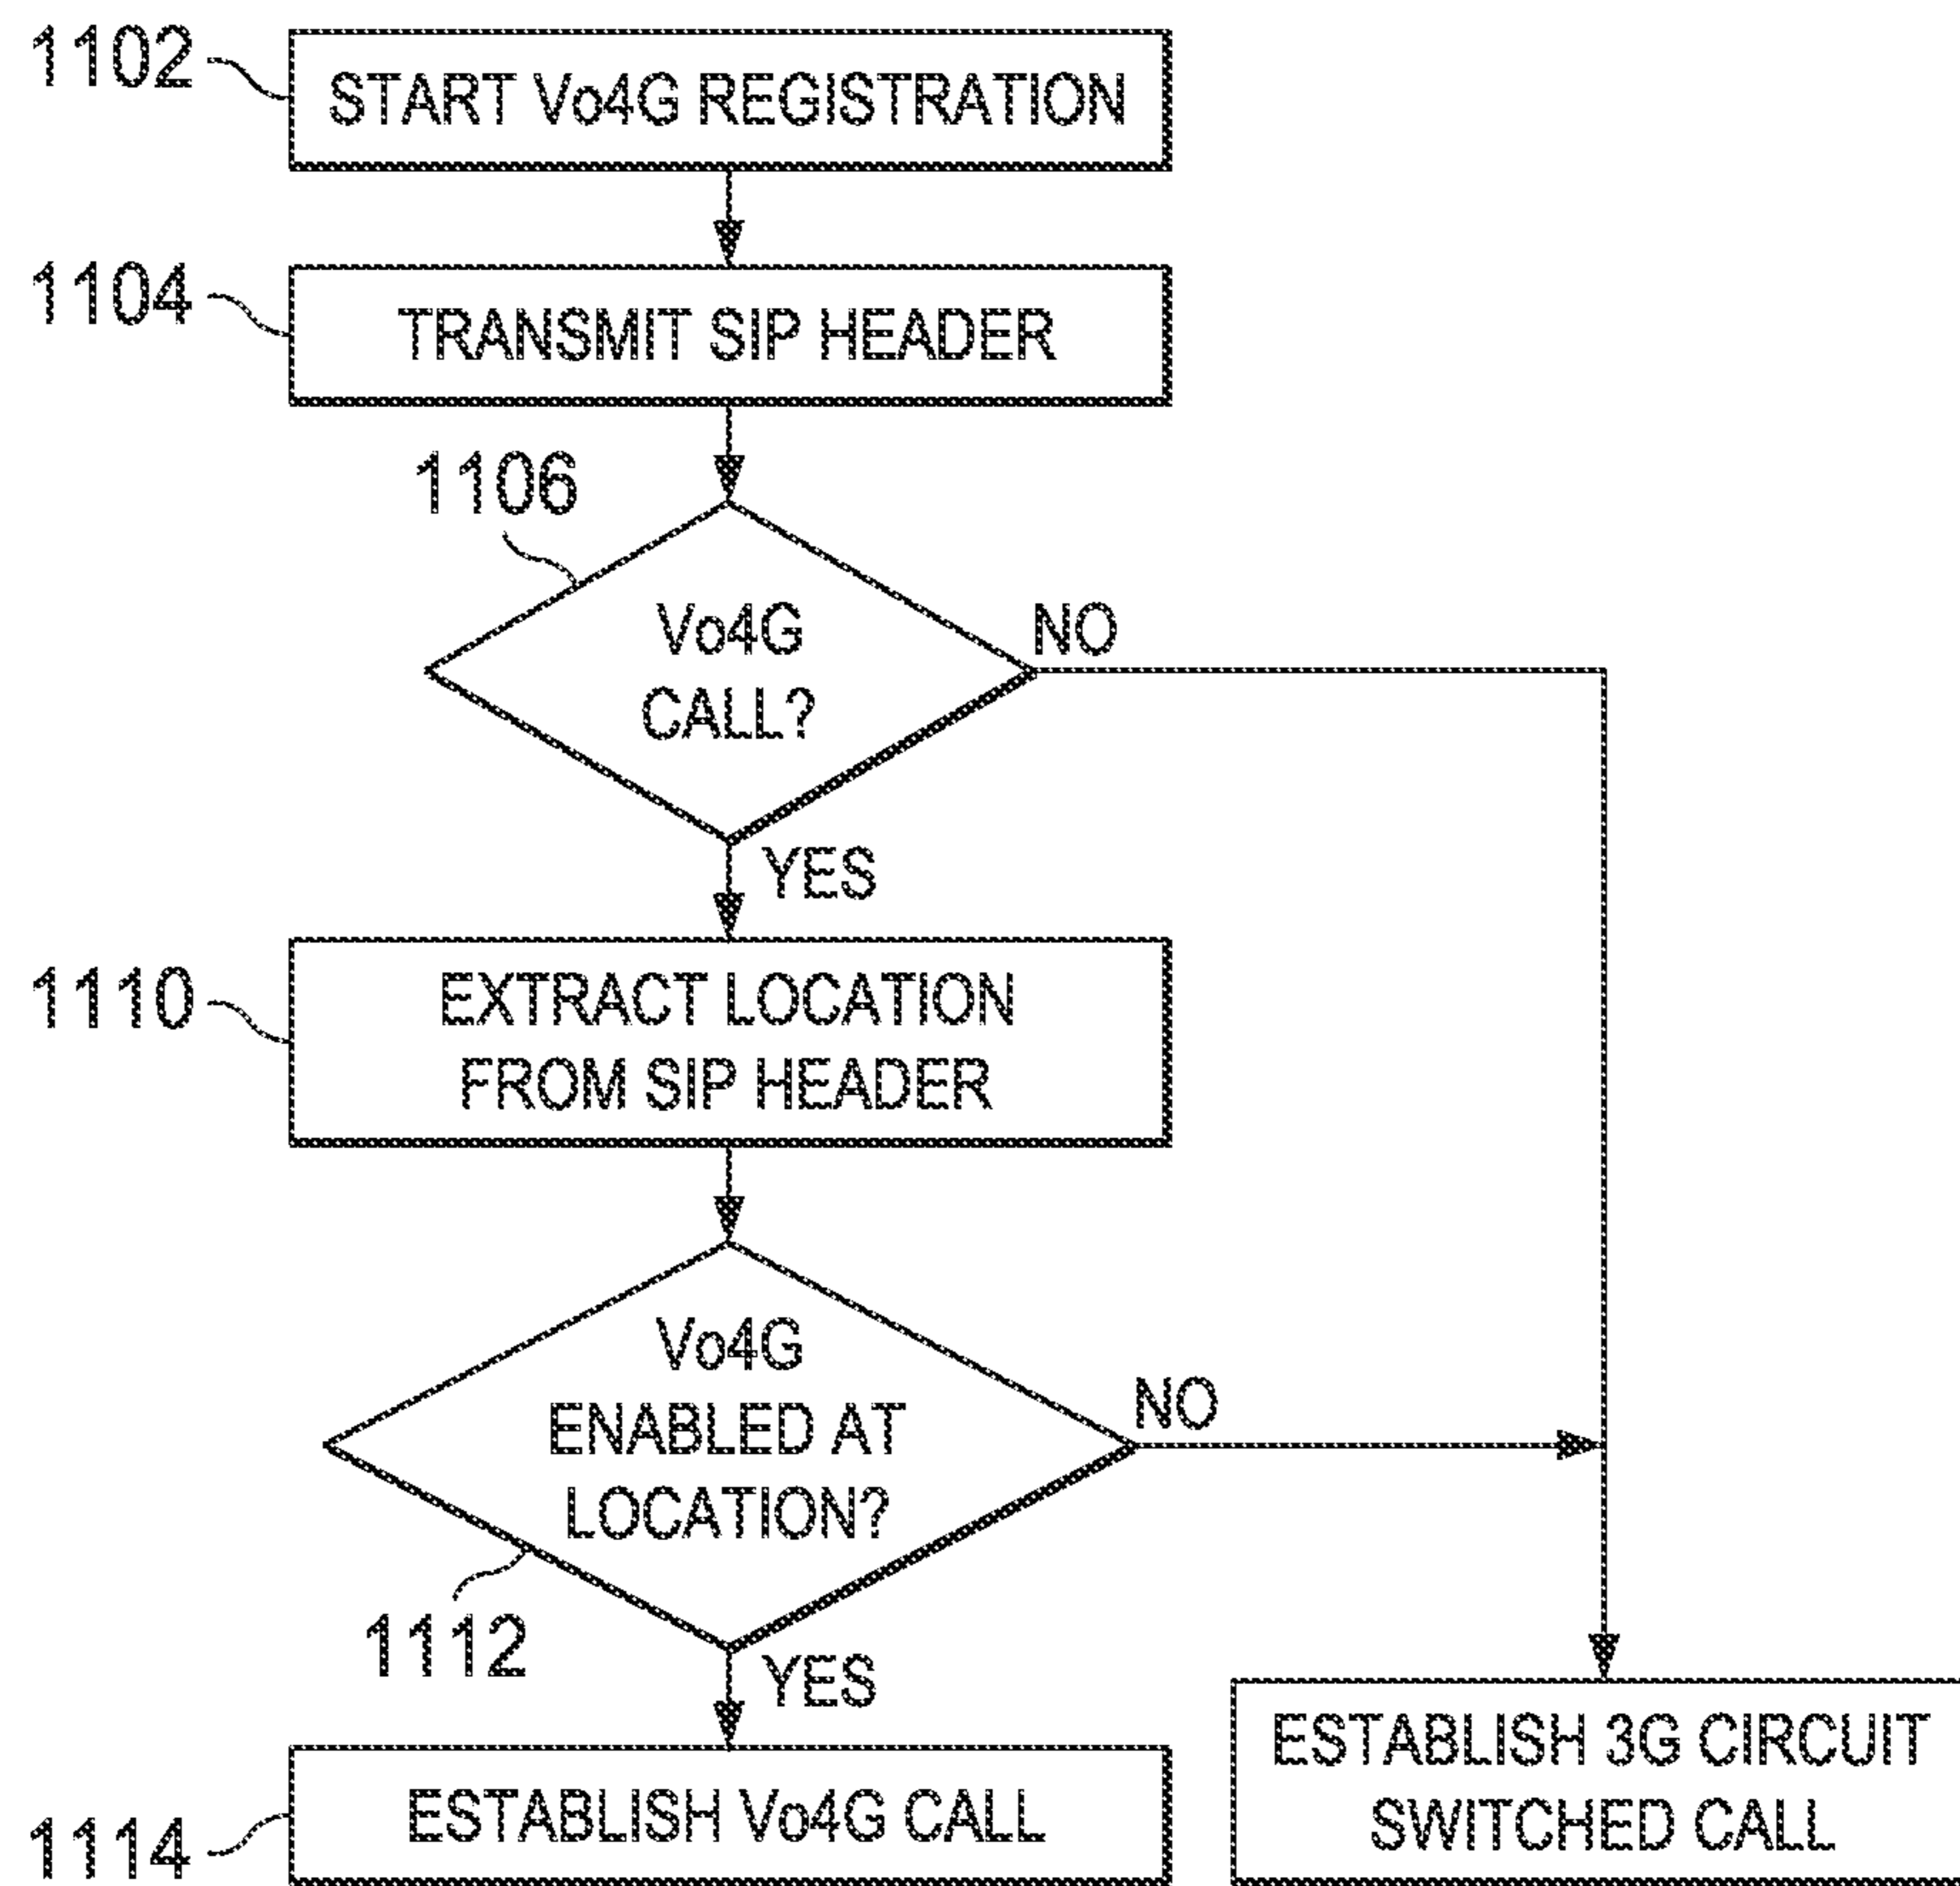 1102
START Vo4G REGISTRATION
1104
TRANSMIT SIP HEADER
1106
Vo4G
CALL?
NO
YES
1110
EXTRACT LOCATION
FROM SIP HEADER
Vo4G
ENABLED AT
LOCATION?
NO
1112
YES
1114
ESTABLISH Vo4G CALL
ESTABLISH 3G CIRCUIT
SWITCHED CALL